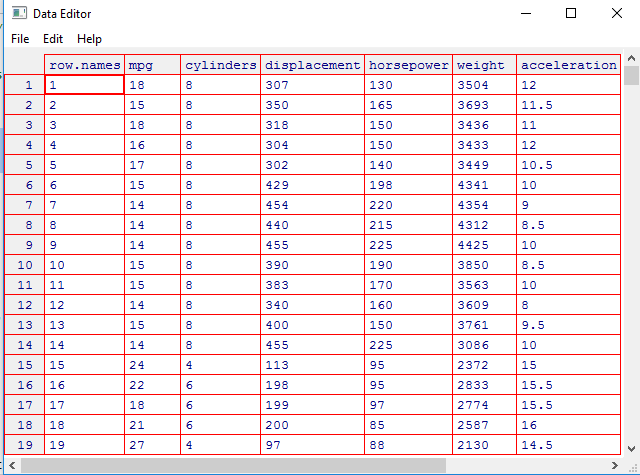 Data Editor
File Edit Help
row.names mpg cylinders displacement horsepower weight acceleration
1 1 18 8 307 130 3504 12
2 2 15 8 350 165 3693 11.5
3 3 18 8 318 150 3436 11
4 4 16 8 304 150 3433 12
5 5 17 8 302 140 3449 10.5
6 6 15 8 429 198 4341 10
7 7 14 8 454 220 4354 9
8 8 14 8 440 215 4312 8.5
9 9 14 8 455 225 4425 10
10 10 15 8 390 190 3850 8.5
11 11 15 8 383 170 3563 10
12 12 14 8 340 160 3609 8
13 13 15 8 400 150 3761 9.5
14 14 14 8 455 225 3086 10
15 15 24 4 113 95 2372 15
16 16 22 6 198 95 2833 15.5
17 17 18 6 199 97 2774 15.5
18 18 21 6 200 85 2587 16
19 19 27 4 97 88 2130 14.5